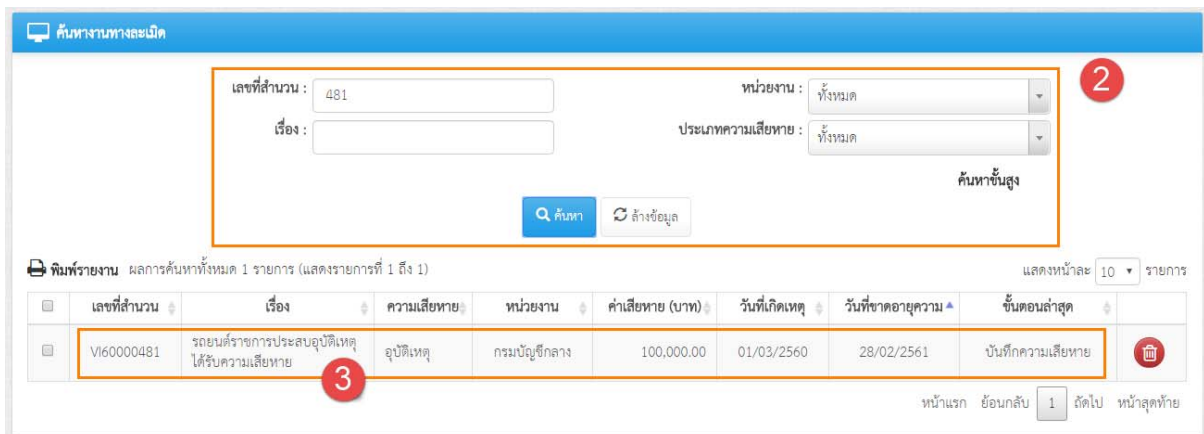 ค้นหางานทางละเมิด
2
เลขที่สำนวน : 481 หน่วยงาน : ทั้งหมด
เรื่อง : ประเภทความเสียหาย : ทั้งหมด
ค้นหาขั้นสูง
ค้นหา ล้างข้อมูล
พิมพ์รายงาน ผลการค้นหาทั้งหมด 1 รายการ (แสดงรายการที่ 1 ถึง 1) แสดงหน้าละ 10 รายการ
เลขที่สำนวน เรื่อง ความเสียหาย หน่วยงาน ค่าเสียหาย (บาท) วันที่เกิดเหตุ วันที่ขาดอายุความ ขั้นตอนล่าสุด
VI60000481 รถยนต์ราชการประสบอุบัติเหตุ อุบัติเหตุ กรมบัญชีกลาง 100,000.00 01/03/2560 28/02/2561 บันทึกความเสียหาย
ได้รับความเสียหาย
3
หน้าแรก ย้อนกลับ 1 ถัดไป หน้าสุดท้าย